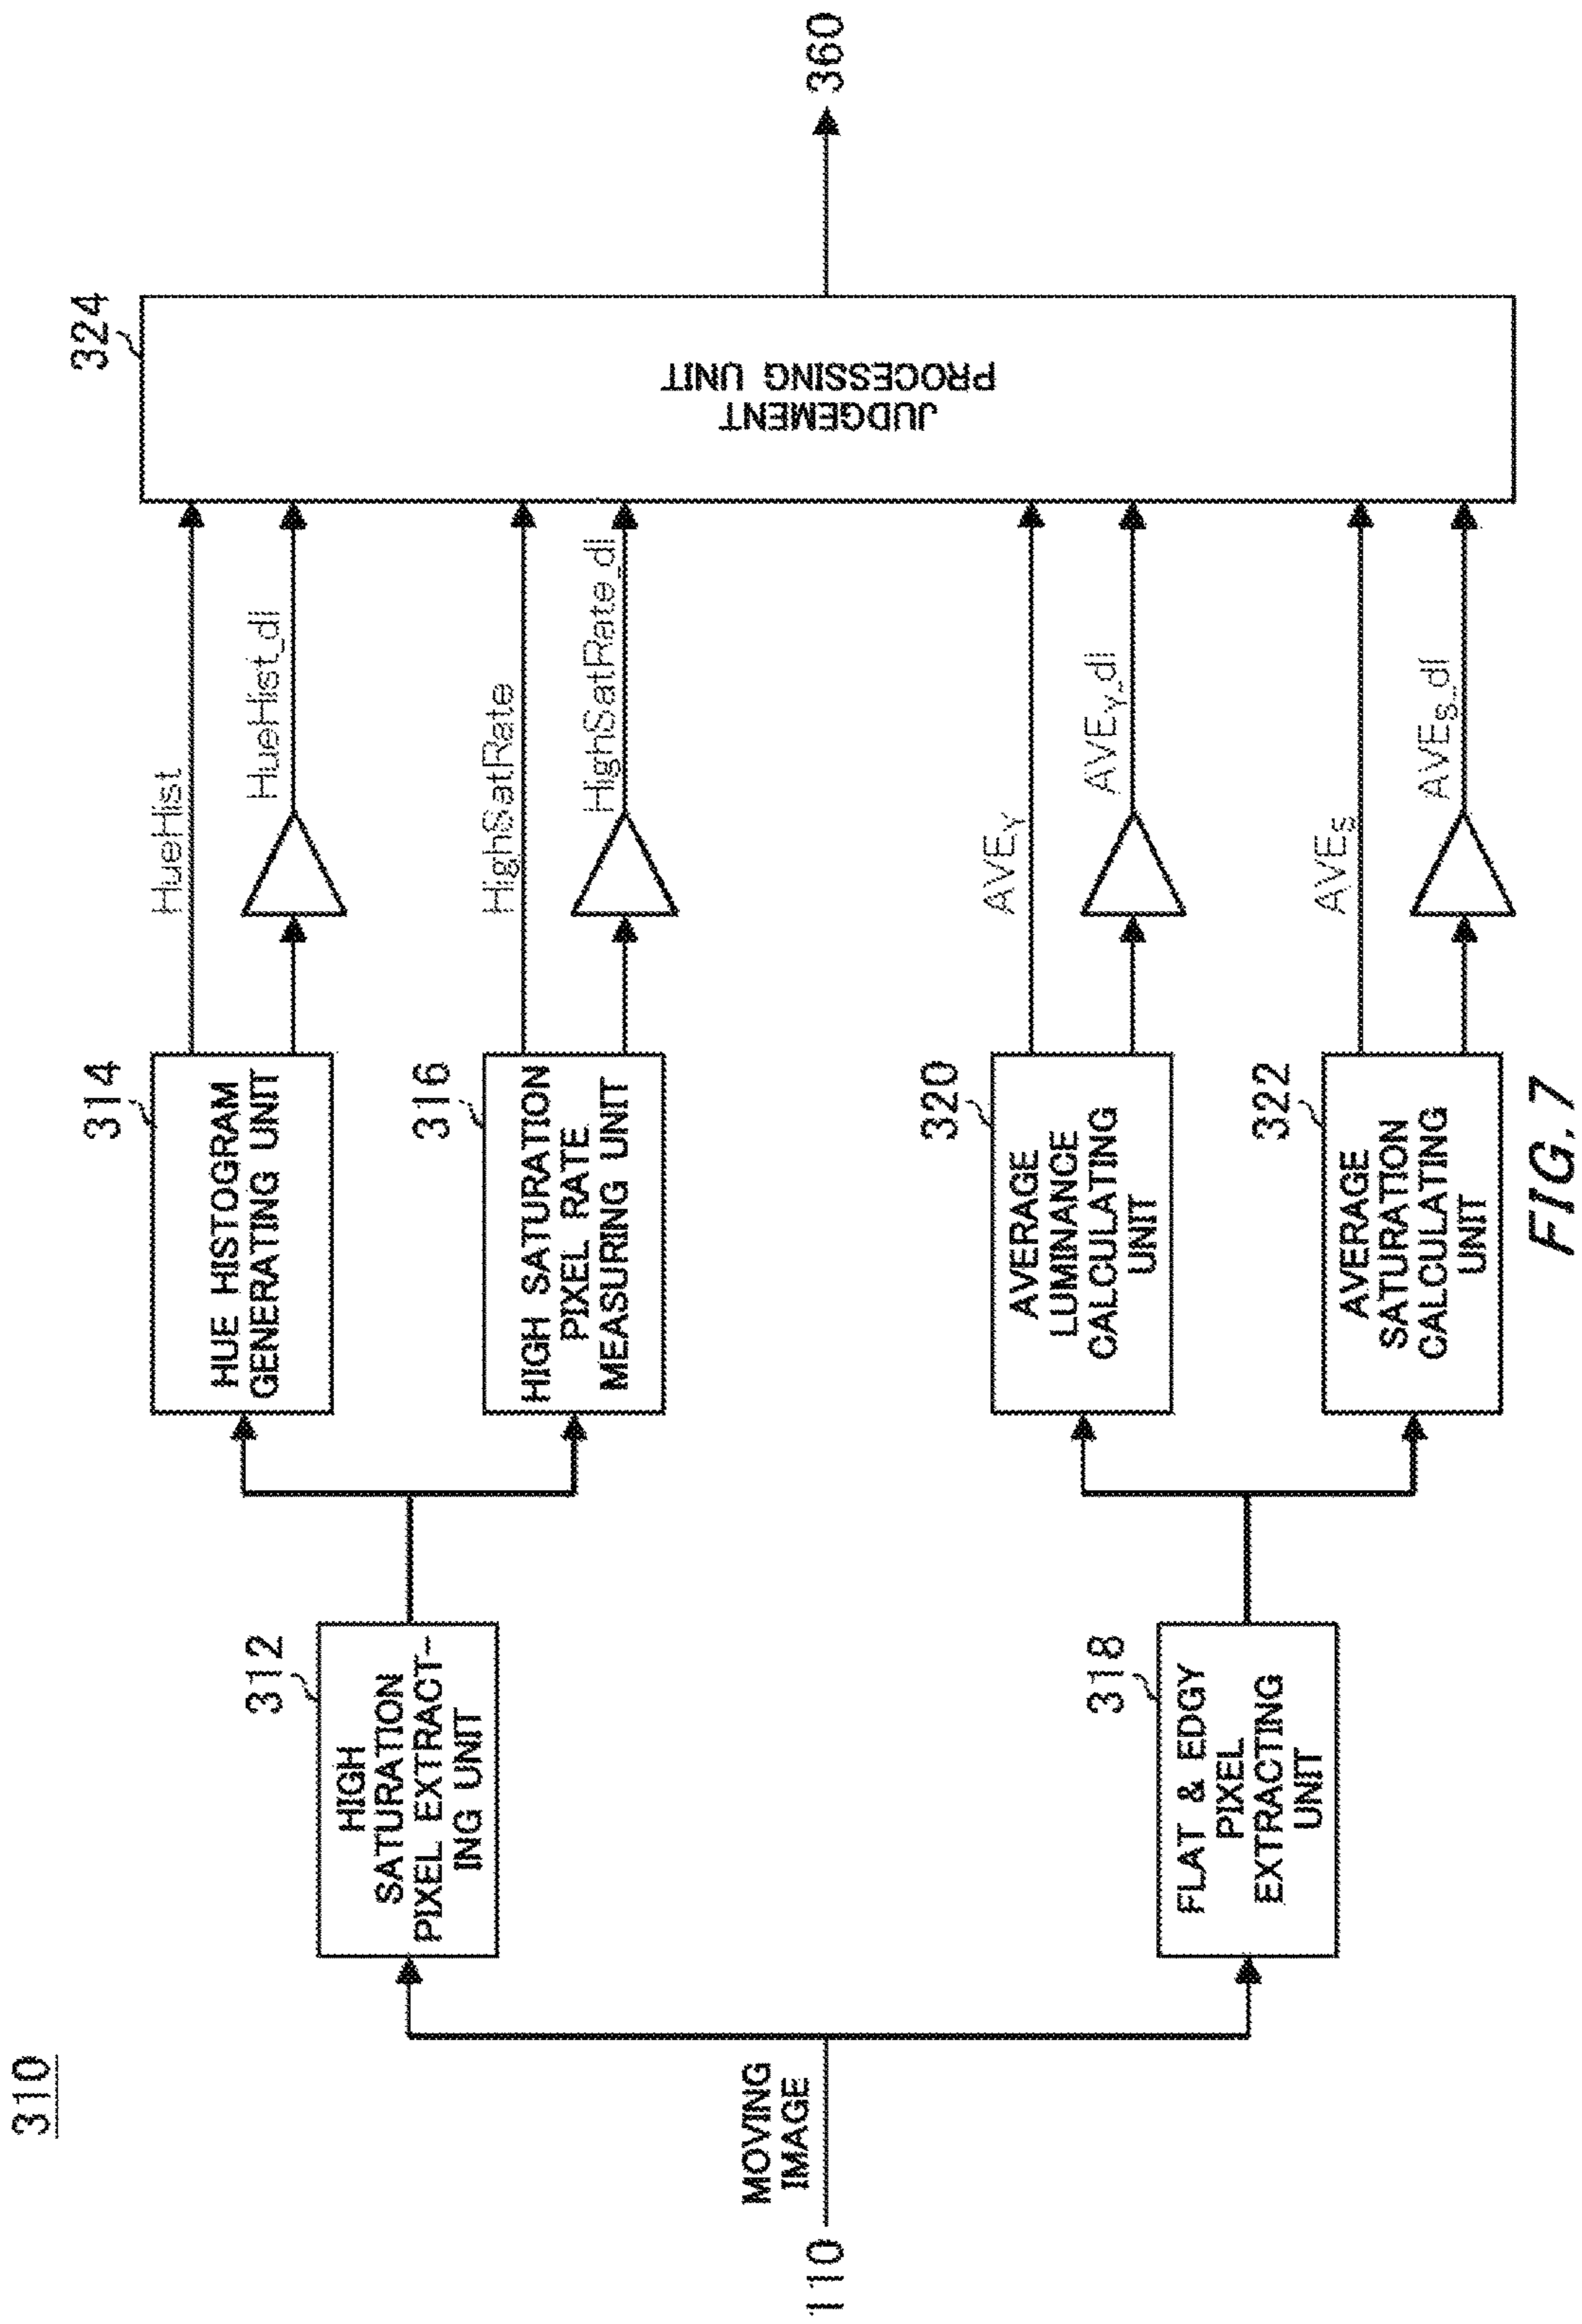 310
110
MOVING
IMAGE
312
HIGH
SATURATION
PIXEL EXTRACT-
ING UNIT
318
FLAT & EDGY
PIXEL
EXTRACTING
UNIT
314
HUE HISTOGRAM
GENERATING UNIT
316
HIGH SATURATION
PIXEL RATE
MEASURING UNIT
320
AVERAGE
LUMINANCE
CALCULATING
UNIT
322
AVERAGE
SATURATION
CALCULATING
UNIT
HueHist
HueHist_dl
HighSatRate
HighSatRate_dl
AVEY
AVEY_dl
AVES
AVES_dl
324
JUDGEMENT
PROCESSING UNIT
360
FIG. 7